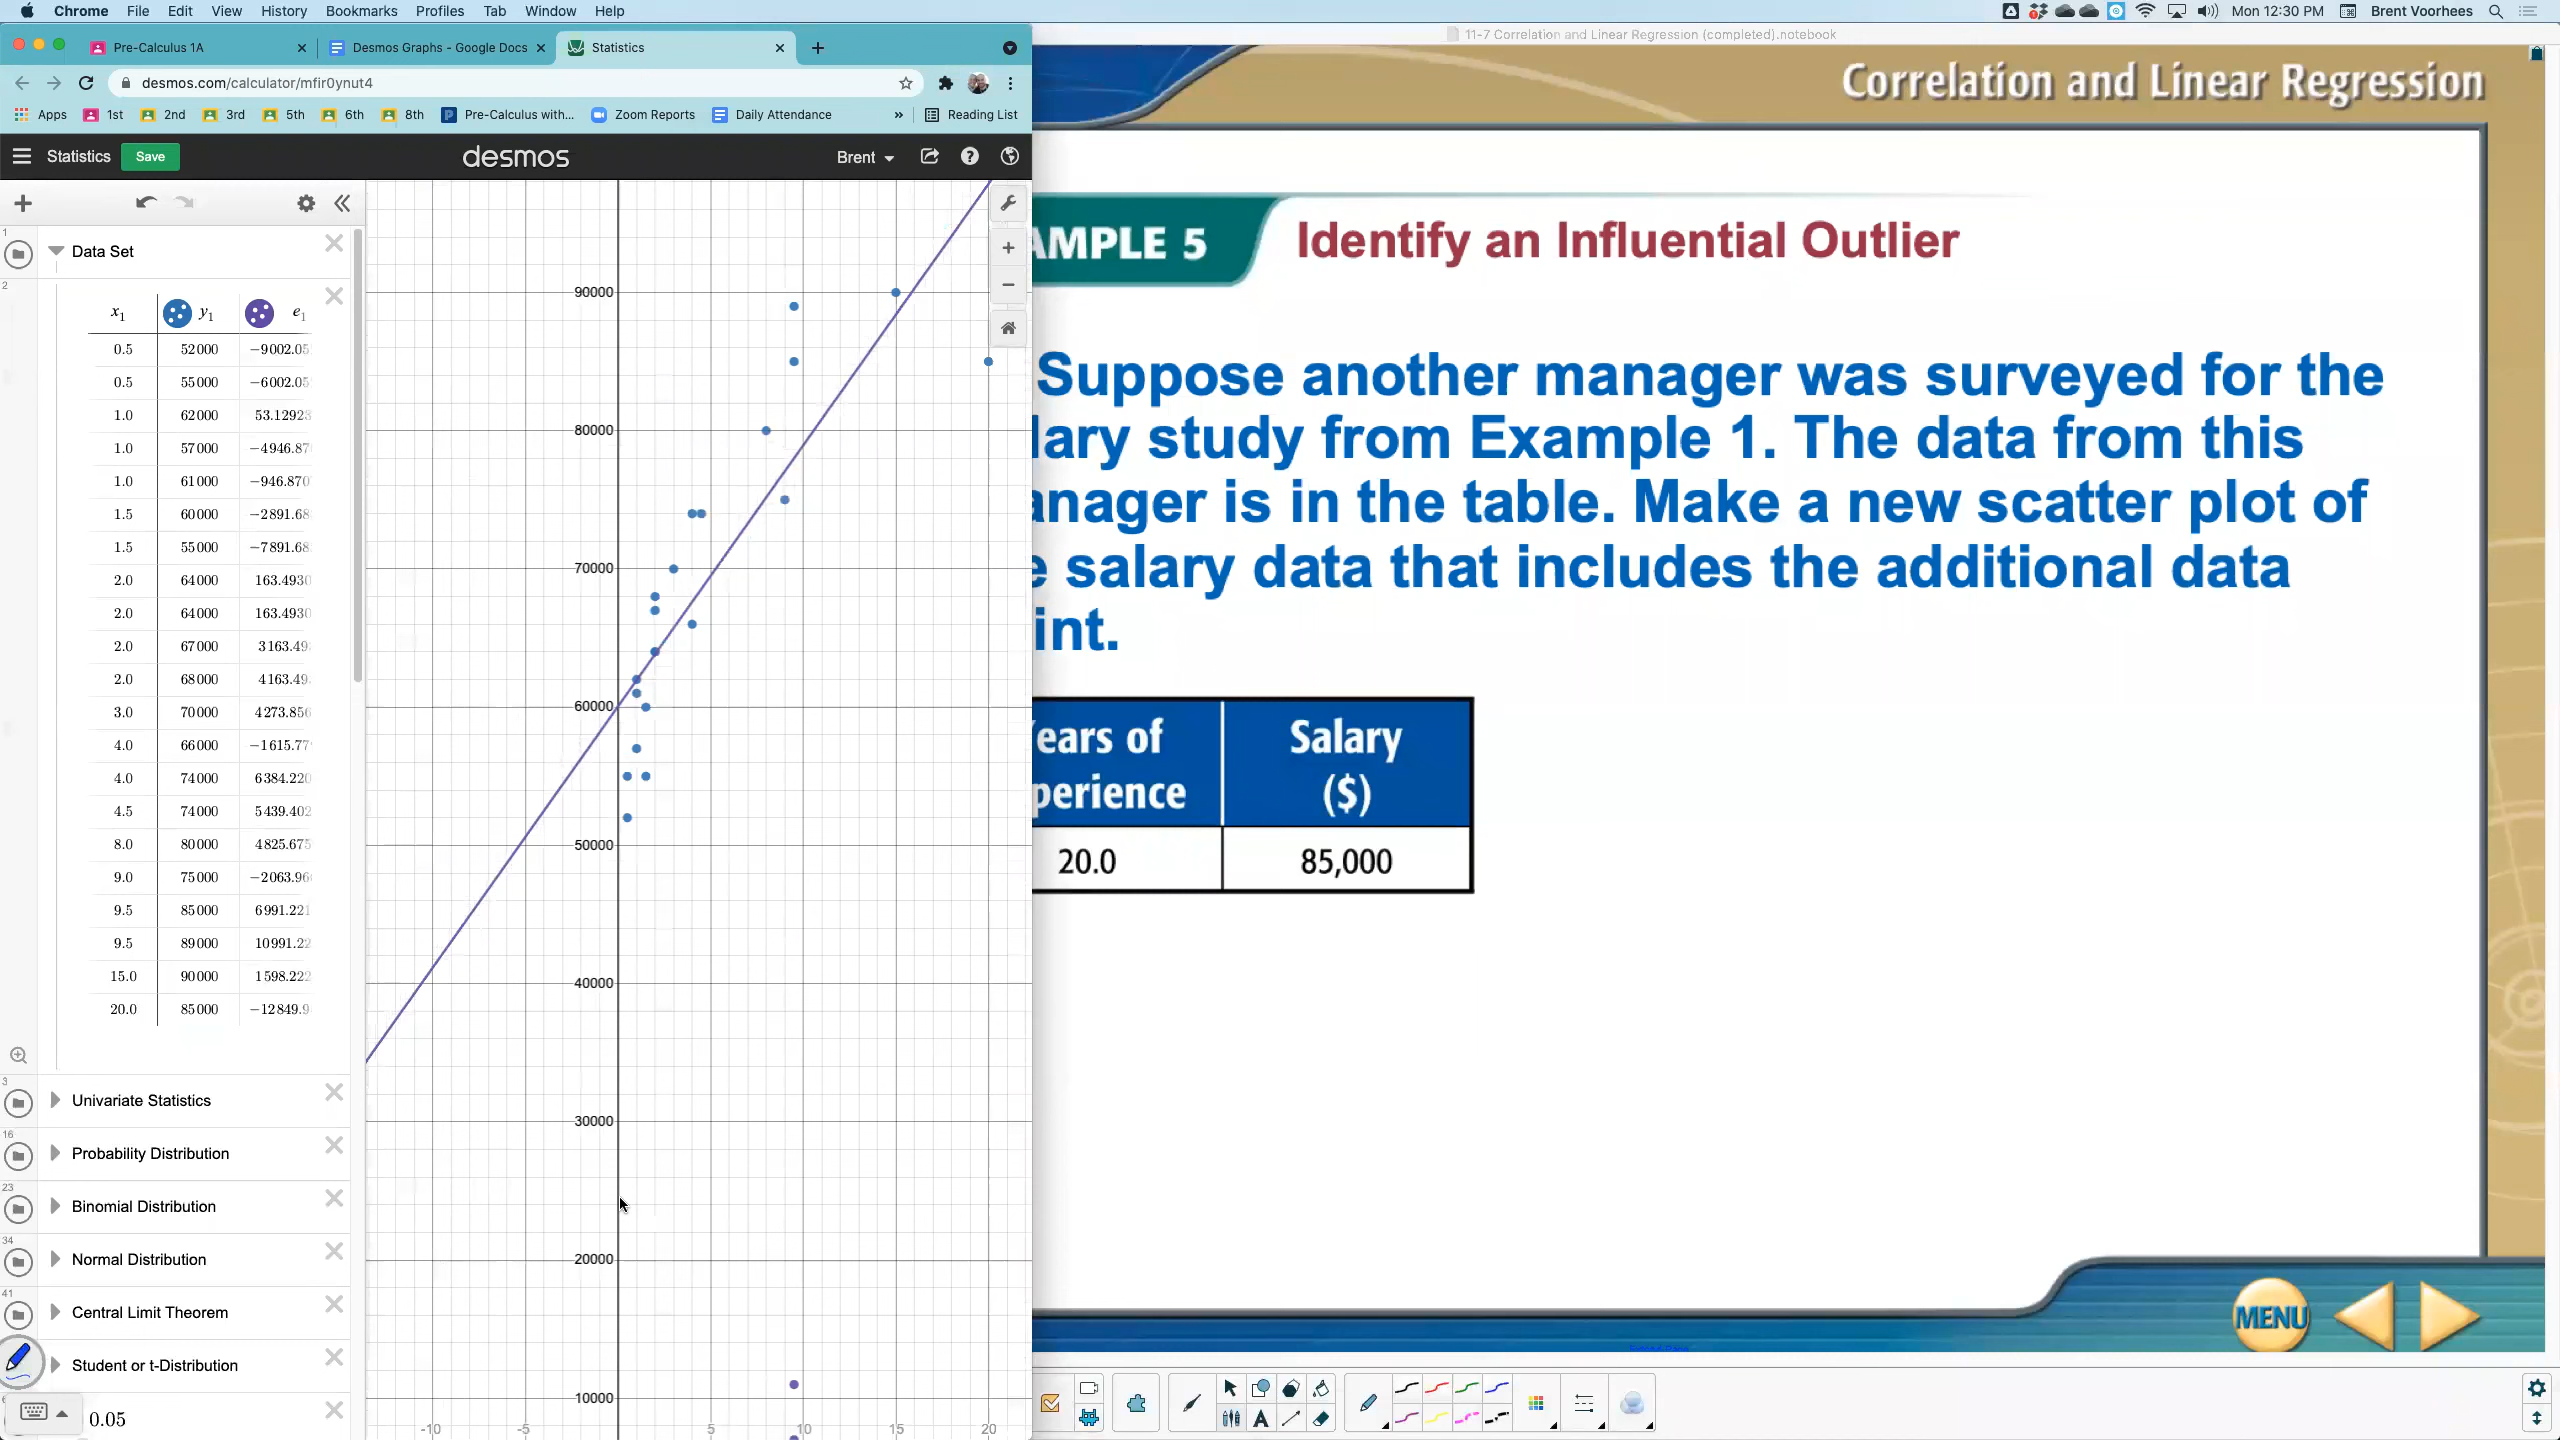 Chrome File Edit View History Bookmarks Profiles Tab Window Help
Mon 12:30 PM Brent Voorhees
Pre-Calculus 1A
Desmos Graphs - Google Docs
Statistics
11-7 Correlation and Linear Regression (completed).notebook
desmos.com/calculator/mfir0ynut4
Apps 1st 2nd 3rd 5th 6th 8th Pre-Calculus with... Zoom Reports Daily Attendance » Reading List
Statistics Save desmos Brent
1 Data Set
2
x1 y1 e1
0.5 52000 −9002.05
0.5 55000 −6002.05
1.0 62000 53.12923
1.0 57000 −4946.87
1.0 61000 −946.870
1.5 60000 −2891.68
1.5 55000 −7891.68
2.0 64000 163.4930
2.0 64000 163.4930
2.0 67000 3163.49
2.0 68000 4163.49
3.0 70000 4273.856
4.0 66000 −1615.77
4.0 74000 6384.220
4.5 74000 5439.402
8.0 80000 4825.675
9.0 75000 −2063.96
9.5 85000 6991.221
9.5 89000 10991.22
15.0 90000 1598.222
20.0 85000 −12849.9
3 Univariate Statistics
16 Probability Distribution
23 Binomial Distribution
34 Normal Distribution
41 Central Limit Theorem
Student or t-Distribution
0.05
90000
80000
70000
60000
50000
40000
30000
20000
10000
-10 -5 5 10 15 20
Correlation and Linear Regression
AMPLE 5 Identify an Influential Outlier
Suppose another manager was surveyed for the
lary study from Example 1. The data from this
anager is in the table. Make a new scatter plot of
e salary data that includes the additional data
int.
ears of Salary
perience ($)
20.0 85,000
MENU